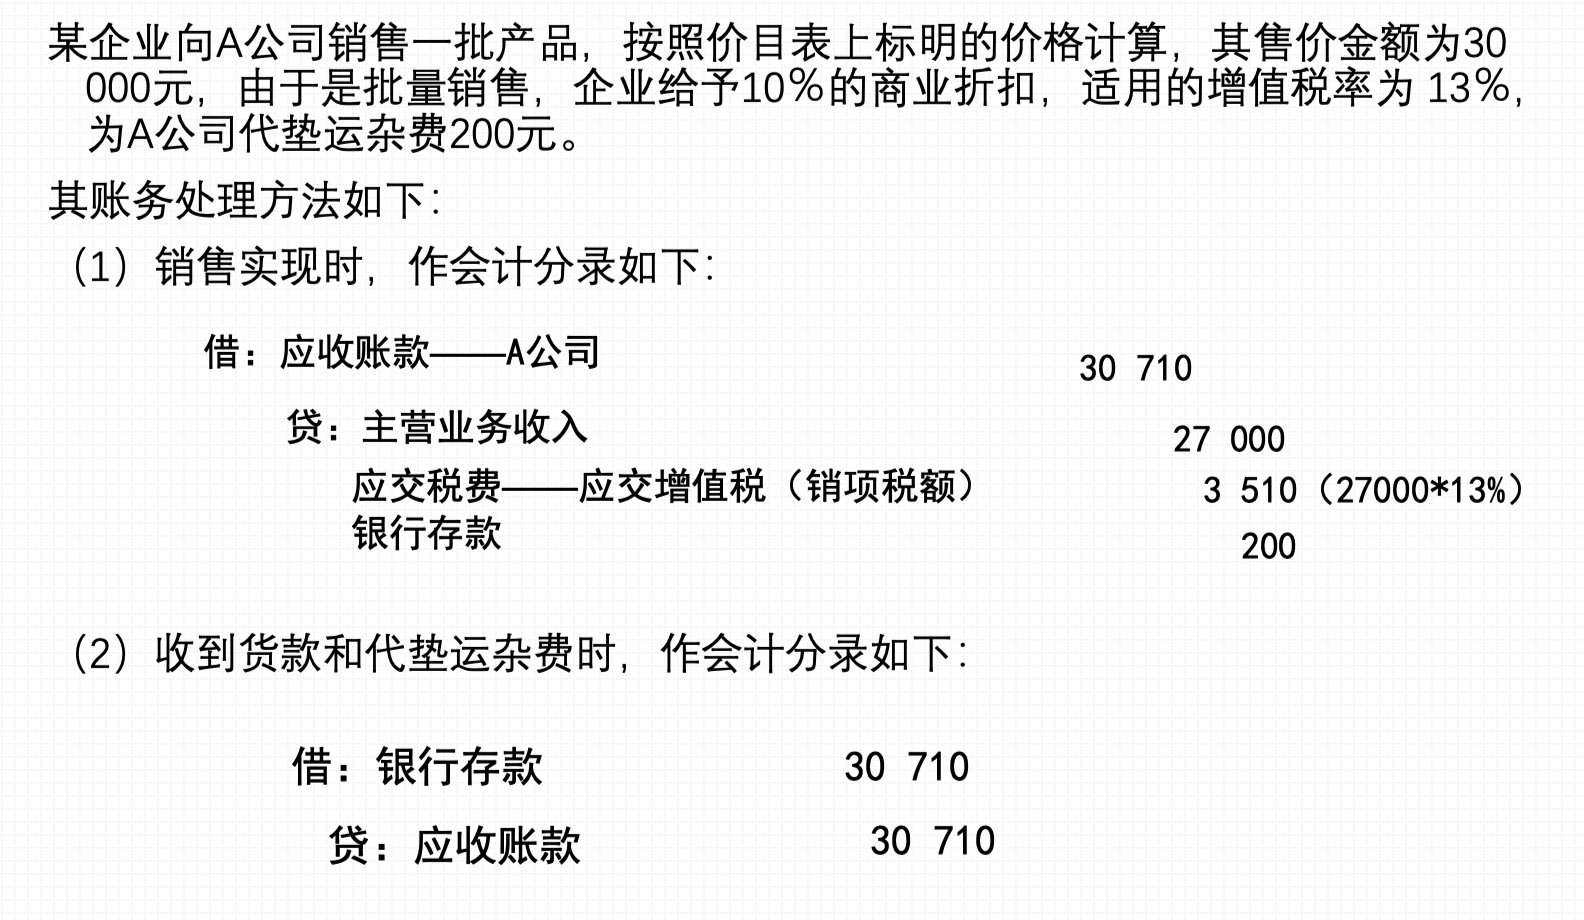 某企业向A公司销售一批产品，按照价目表上标明的价格计算，其售价金额为30
000元，由于是批量销售，企业给予10%的商业折扣，适用的增值税率为 13%，
为A公司代垫运杂费200元。
其账务处理方法如下：
（1）销售实现时，作会计分录如下：
借：应收账款——A公司 30 710
贷：主营业务收入 27 000
应交税费——应交增值税（销项税额） 3 510（27000*13%）
银行存款 200
（2）收到货款和代垫运杂费时，作会计分录如下：
借：银行存款 30 710
贷：应收账款 30 710